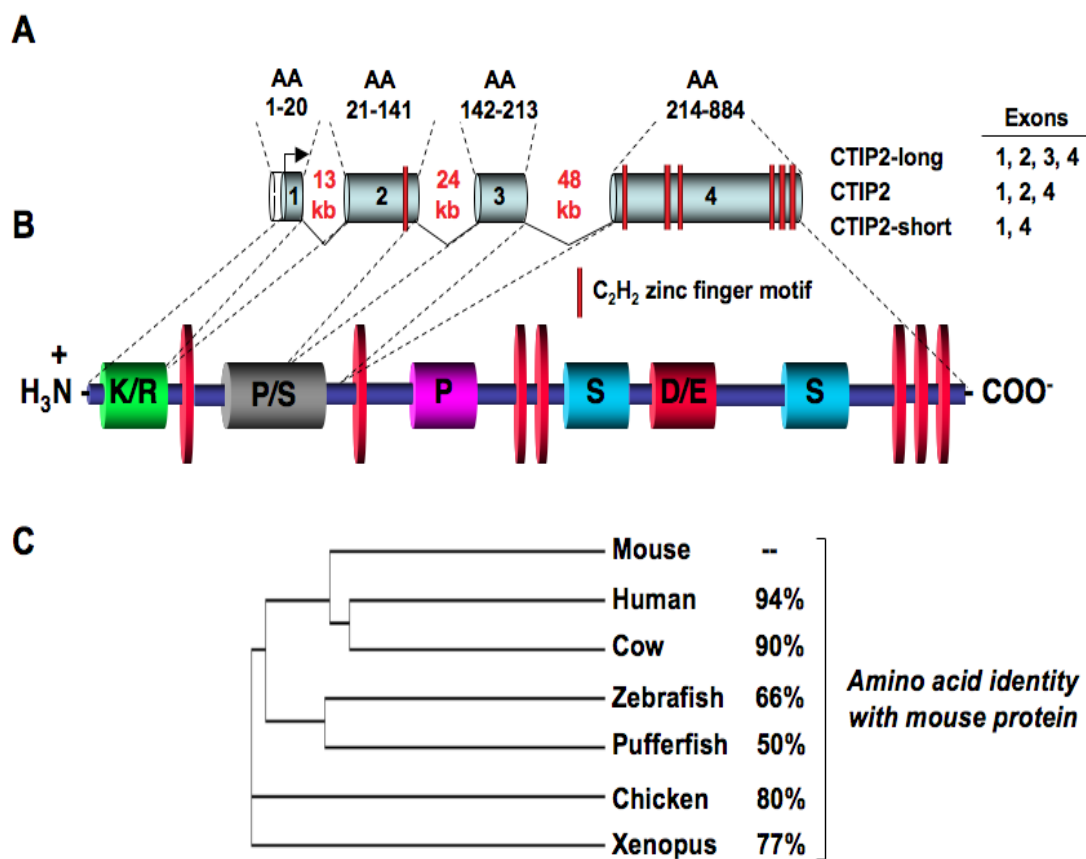 A
AA AA AA AA
1-20 21-141 142-213 214-884
Exons
CTIP2-long 1, 2, 3, 4
1 13 kb 2 24 kb 3 48 kb 4
CTIP2 1, 2, 4
CTIP2-short 1, 4
B
C₂H₂ zinc finger motif
+
H₃N - K/R P/S P S D/E S - COO⁻
C
Mouse --
Human 94%
Cow 90%
Zebrafish 66%
Pufferfish 50%
Chicken 80%
Xenopus 77%
Amino acid identity
with mouse protein